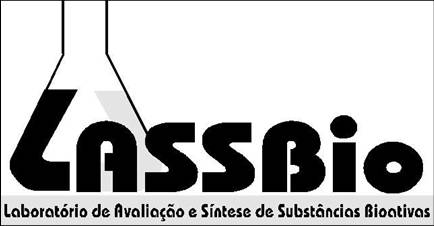 LASSBio
Laboratório de Avaliação e Síntese de Substâncias Bioativas